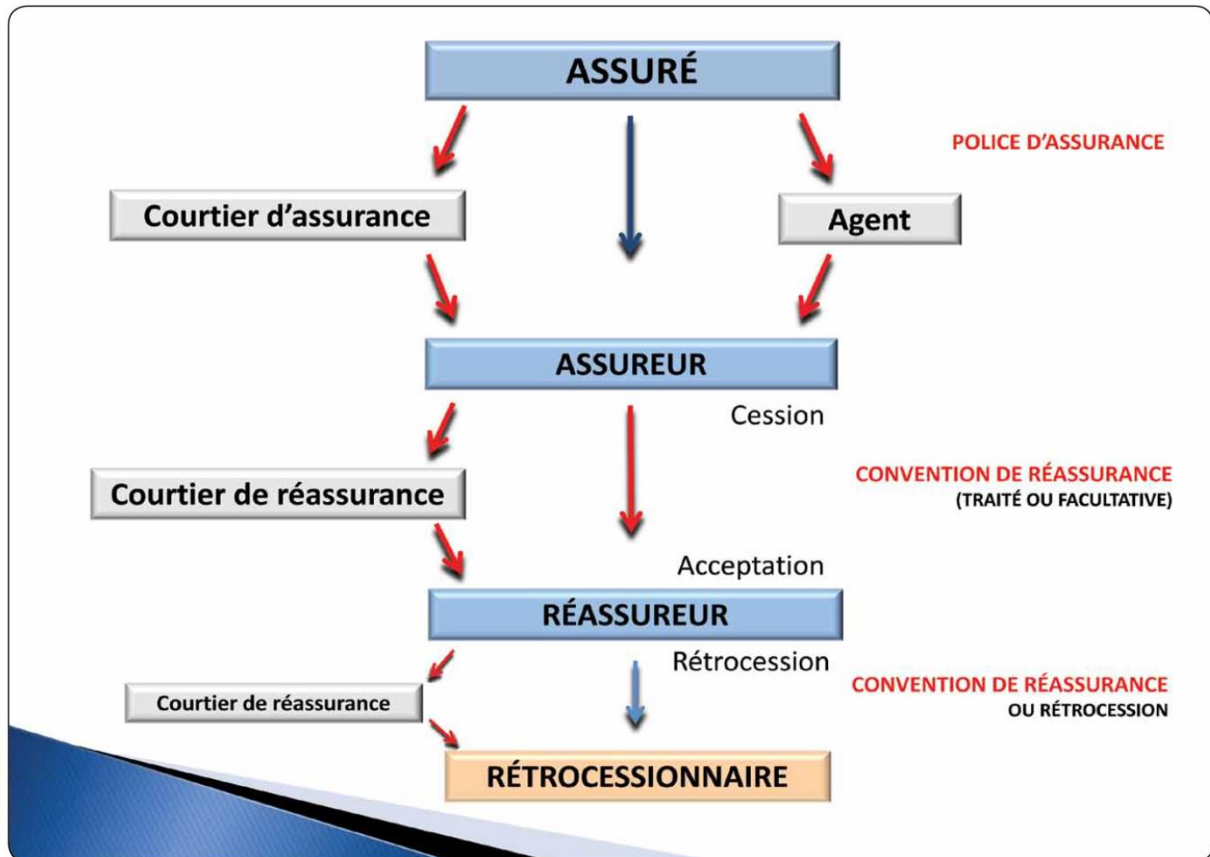 ASSURÉ
POLICE D’ASSURANCE
Courtier d’assurance
Agent
ASSUREUR
Cession
CONVENTION DE RÉASSURANCE
(TRAITÉ OU FACULTATIVE)
Courtier de réassurance
Acceptation
RÉASSUREUR
Rétrocession
CONVENTION DE RÉASSURANCE
OU RÉTROCESSION
Courtier de réassurance
RÉTROCESSIONNAIRE